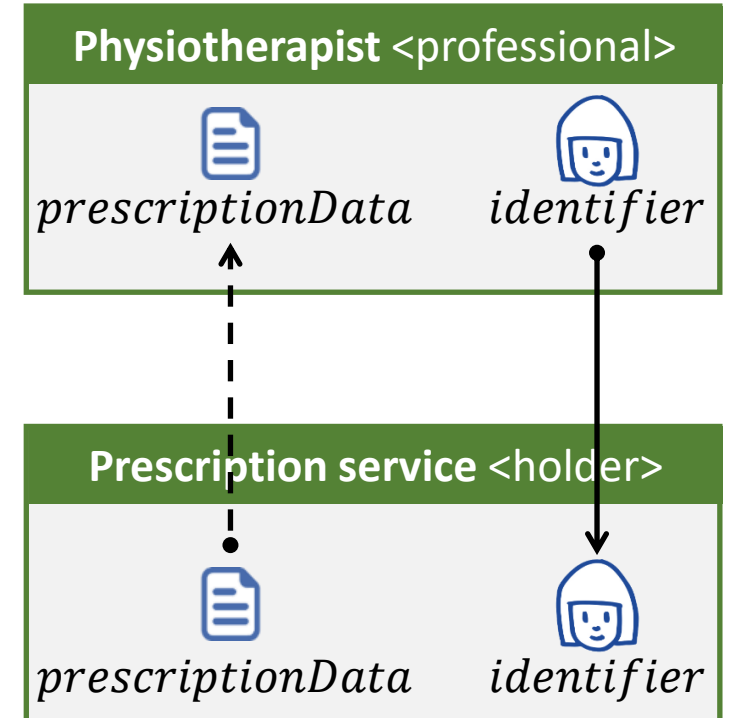 Physiotherapist <professional>
prescriptionData identifier
Prescription service <holder>
prescriptionData identifier